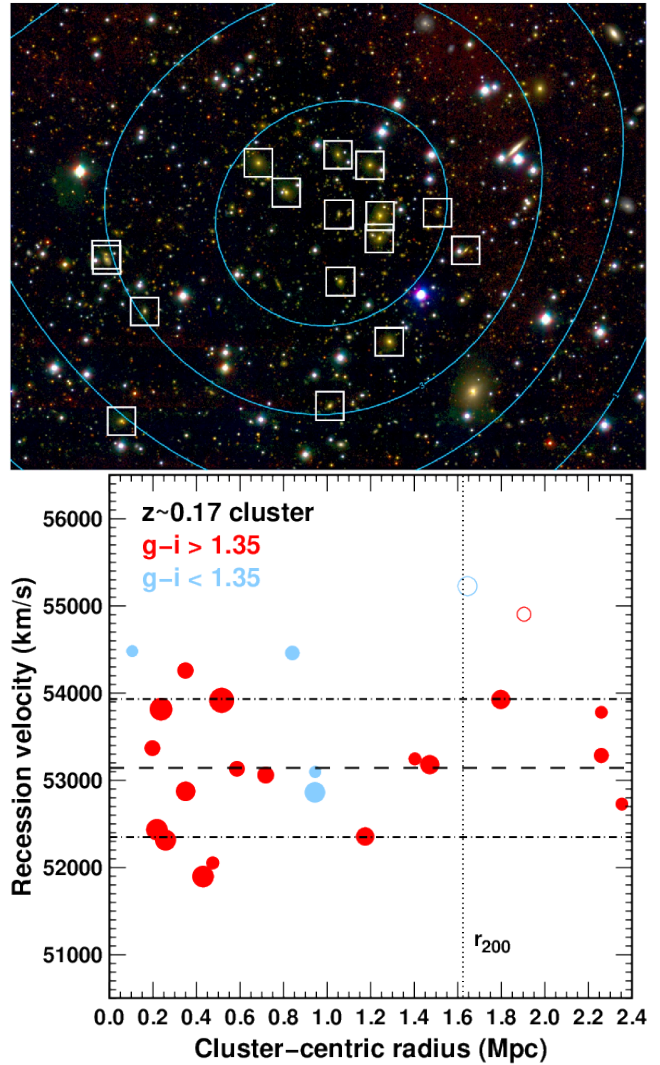 z~0.17 cluster
g−i > 1.35
g−i < 1.35
56000
55000
54000
53000
52000
51000
Recession velocity (km/s)
r200
0.0 0.2 0.4 0.6 0.8 1.0 1.2 1.4 1.6 1.8 2.0 2.2 2.4
Cluster−centric radius (Mpc)